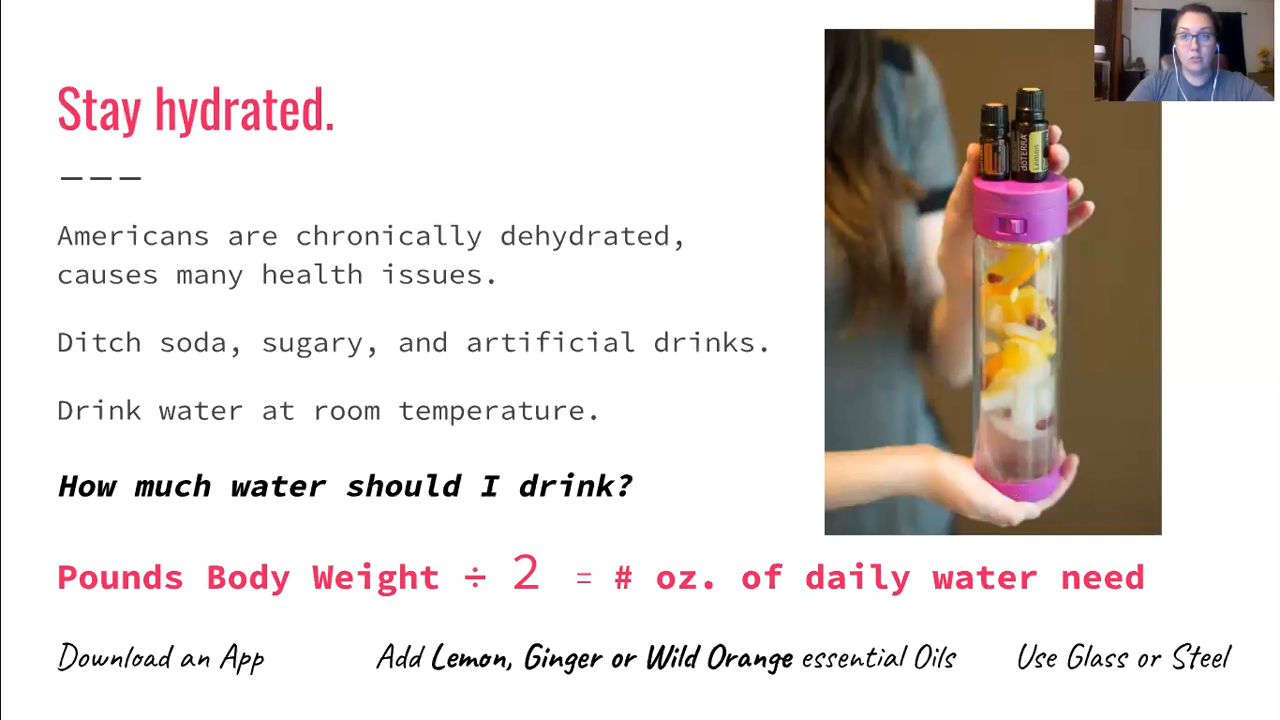 Stay hydrated.
Americans are chronically dehydrated,
causes many health issues.
Ditch soda, sugary, and artificial drinks.
Drink water at room temperature.
How much water should I drink?
Pounds Body Weight ÷ 2 = # oz. of daily water need
Download an App
Add Lemon, Ginger or Wild Orange essential Oils
Use Glass or Steel
dōTERRA
Lemon